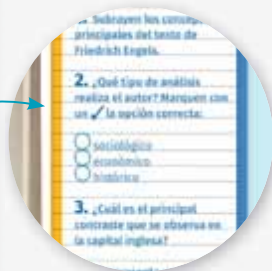 Subrayen los conceptos
principales del texto de
Friedrich Engels.
2. ¿Qué tipo de análisis
realiza el autor? Marquen con
un ✓ la opción correcta:
sociológico
económico
histórico
3. ¿Cuál es el principal
contraste que se observa en
la capital inglesa?